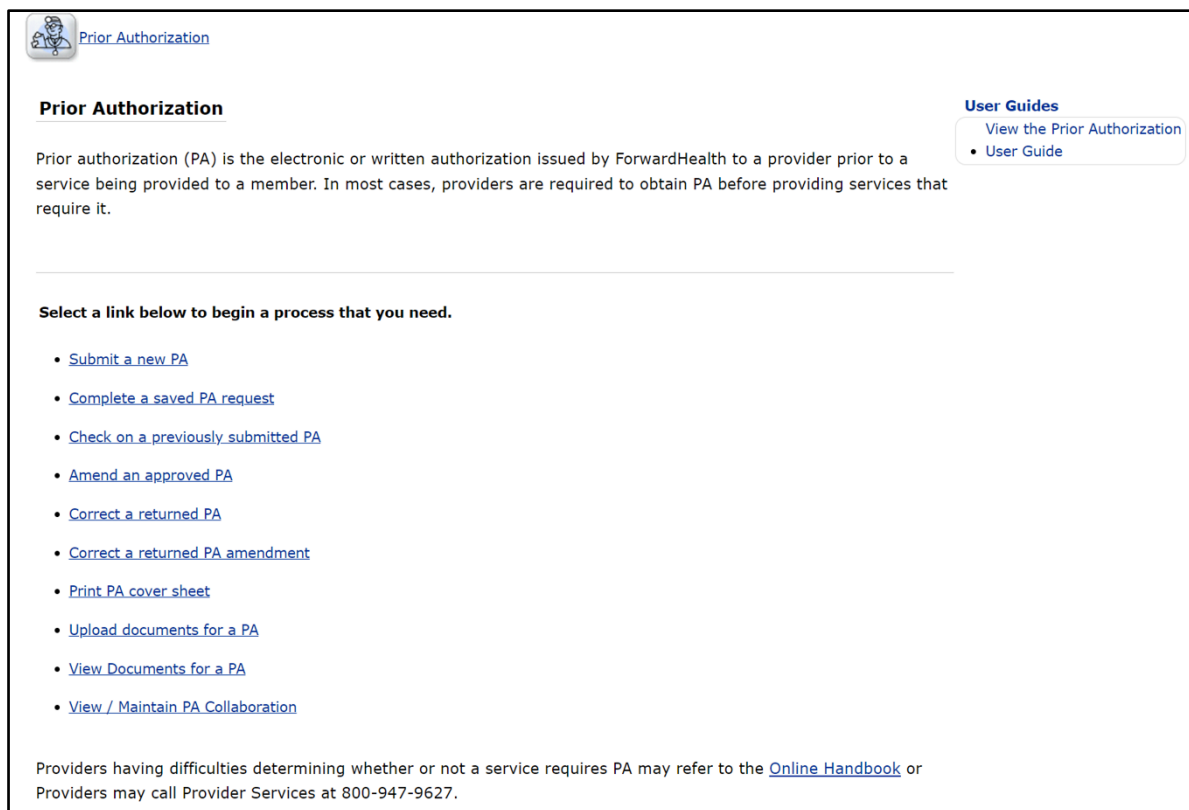 Prior Authorization
Prior Authorization
Prior authorization (PA) is the electronic or written authorization issued by ForwardHealth to a provider prior to a
service being provided to a member. In most cases, providers are required to obtain PA before providing services that
require it.
User Guides
View the Prior Authorization
• User Guide
Select a link below to begin a process that you need.
• Submit a new PA
• Complete a saved PA request
• Check on a previously submitted PA
• Amend an approved PA
• Correct a returned PA
• Correct a returned PA amendment
• Print PA cover sheet
• Upload documents for a PA
• View Documents for a PA
• View / Maintain PA Collaboration
Providers having difficulties determining whether or not a service requires PA may refer to the Online Handbook or
Providers may call Provider Services at 800-947-9627.